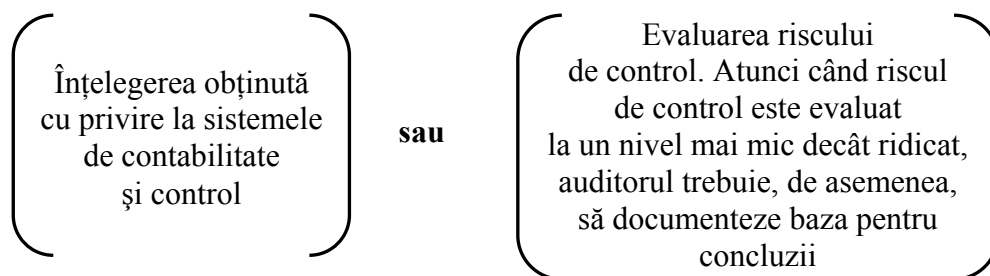 Înțelegerea obținută
cu privire la sistemele
de contabilitate
şi control
sau
Evaluarea riscului
de control. Atunci când riscul
de control este evaluat
la un nivel mai mic decât ridicat,
auditorul trebuie, de asemenea,
să documenteze baza pentru
concluzii